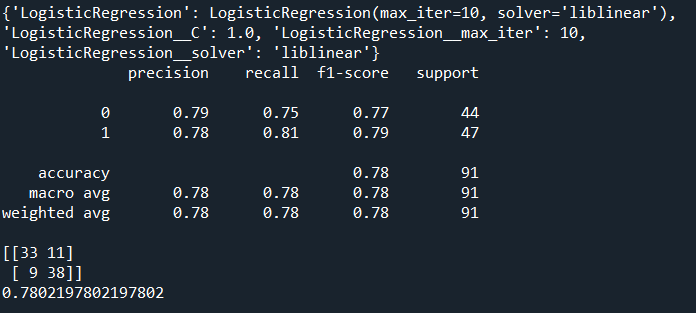 {'LogisticRegression': LogisticRegression(max_iter=10, solver='liblinear'),
'LogisticRegression__C': 1.0, 'LogisticRegression__max_iter': 10,
'LogisticRegression__solver': 'liblinear'}
precision recall f1-score support
0 0.79 0.75 0.77 44
1 0.78 0.81 0.79 47
accuracy 0.78 91
macro avg 0.78 0.78 0.78 91
weighted avg 0.78 0.78 0.78 91
[[33 11]
[ 9 38]]
0.7802197802197802